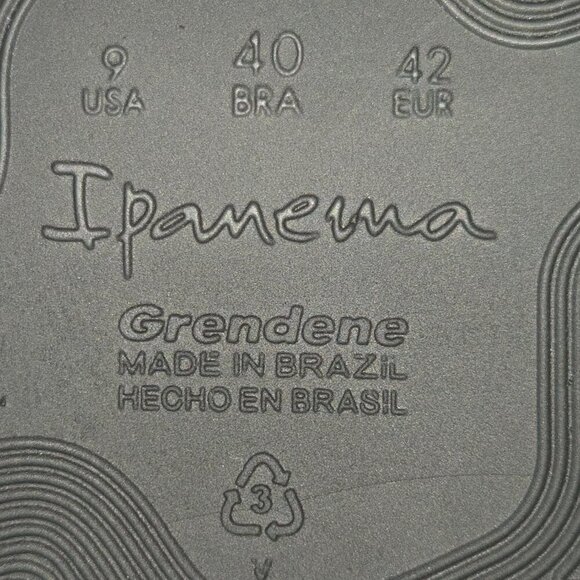 9 40 42
USA BRA EUR
Ipanema
Grendene
MADE IN BRAZiL
HECHO EN BRASIL
3
V